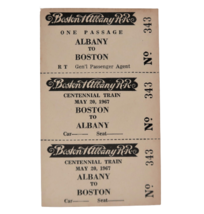 Boston & Albany R.R.
ONE PASSAGE
ALBANY
TO
BOSTON
R T Gen'l Passenger Agent
No 343
Boston & Albany R.R.
CENTENNIAL TRAIN
MAY 20, 1967
BOSTON
TO
ALBANY
Car Seat
No 343
Boston & Albany R.R.
CENTENNIAL TRAIN
MAY 20, 1967
ALBANY
TO
BOSTON
Car Seat
No 343